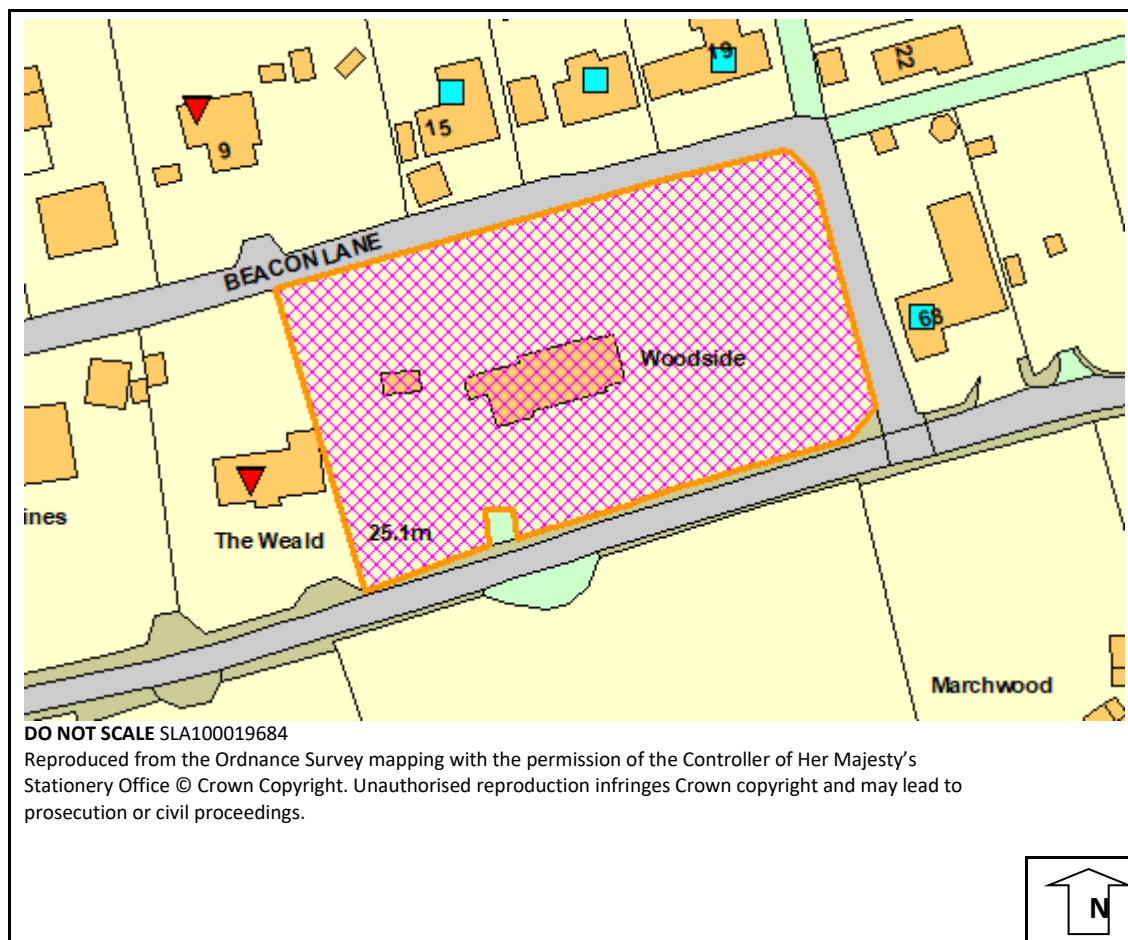 19
22
15
9
BEACON LANE
68
Woodside
ines
The Weald
25.1m
Marchwood
DO NOT SCALE SLA100019684
Reproduced from the Ordnance Survey mapping with the permission of the Controller of Her Majesty's
Stationery Office © Crown Copyright. Unauthorised reproduction infringes Crown copyright and may lead to
prosecution or civil proceedings.
N